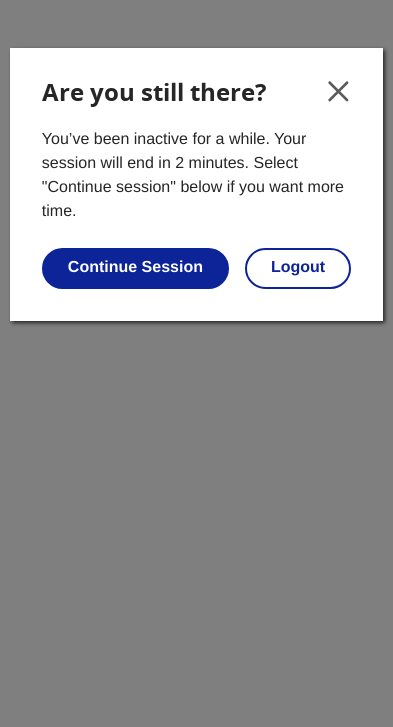 Are you still there?
You’ve been inactive for a while. Your
session will end in 2 minutes. Select
"Continue session" below if you want more
time.
Continue Session
Logout